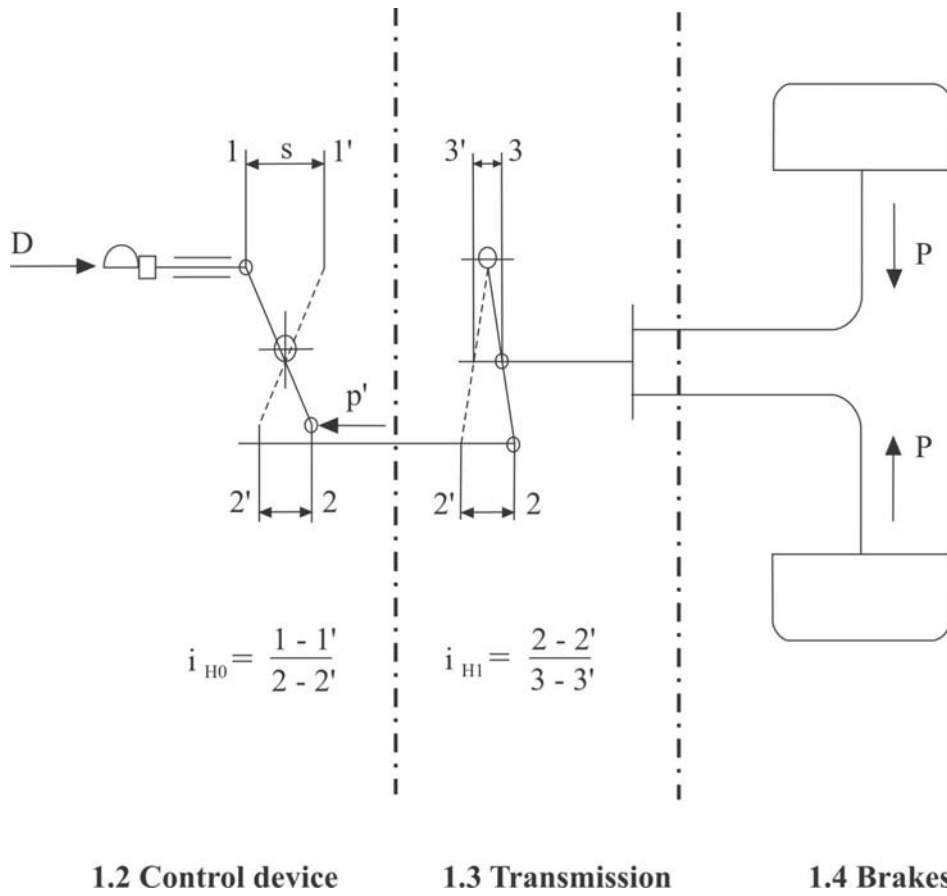 1 s 1' 3' 3
D P
p'
P
2' 2 2' 2
i H0 = 1 - 1' / 2 - 2' i H1 = 2 - 2' / 3 - 3'
1.2 Control device 1.3 Transmission 1.4 Brakes